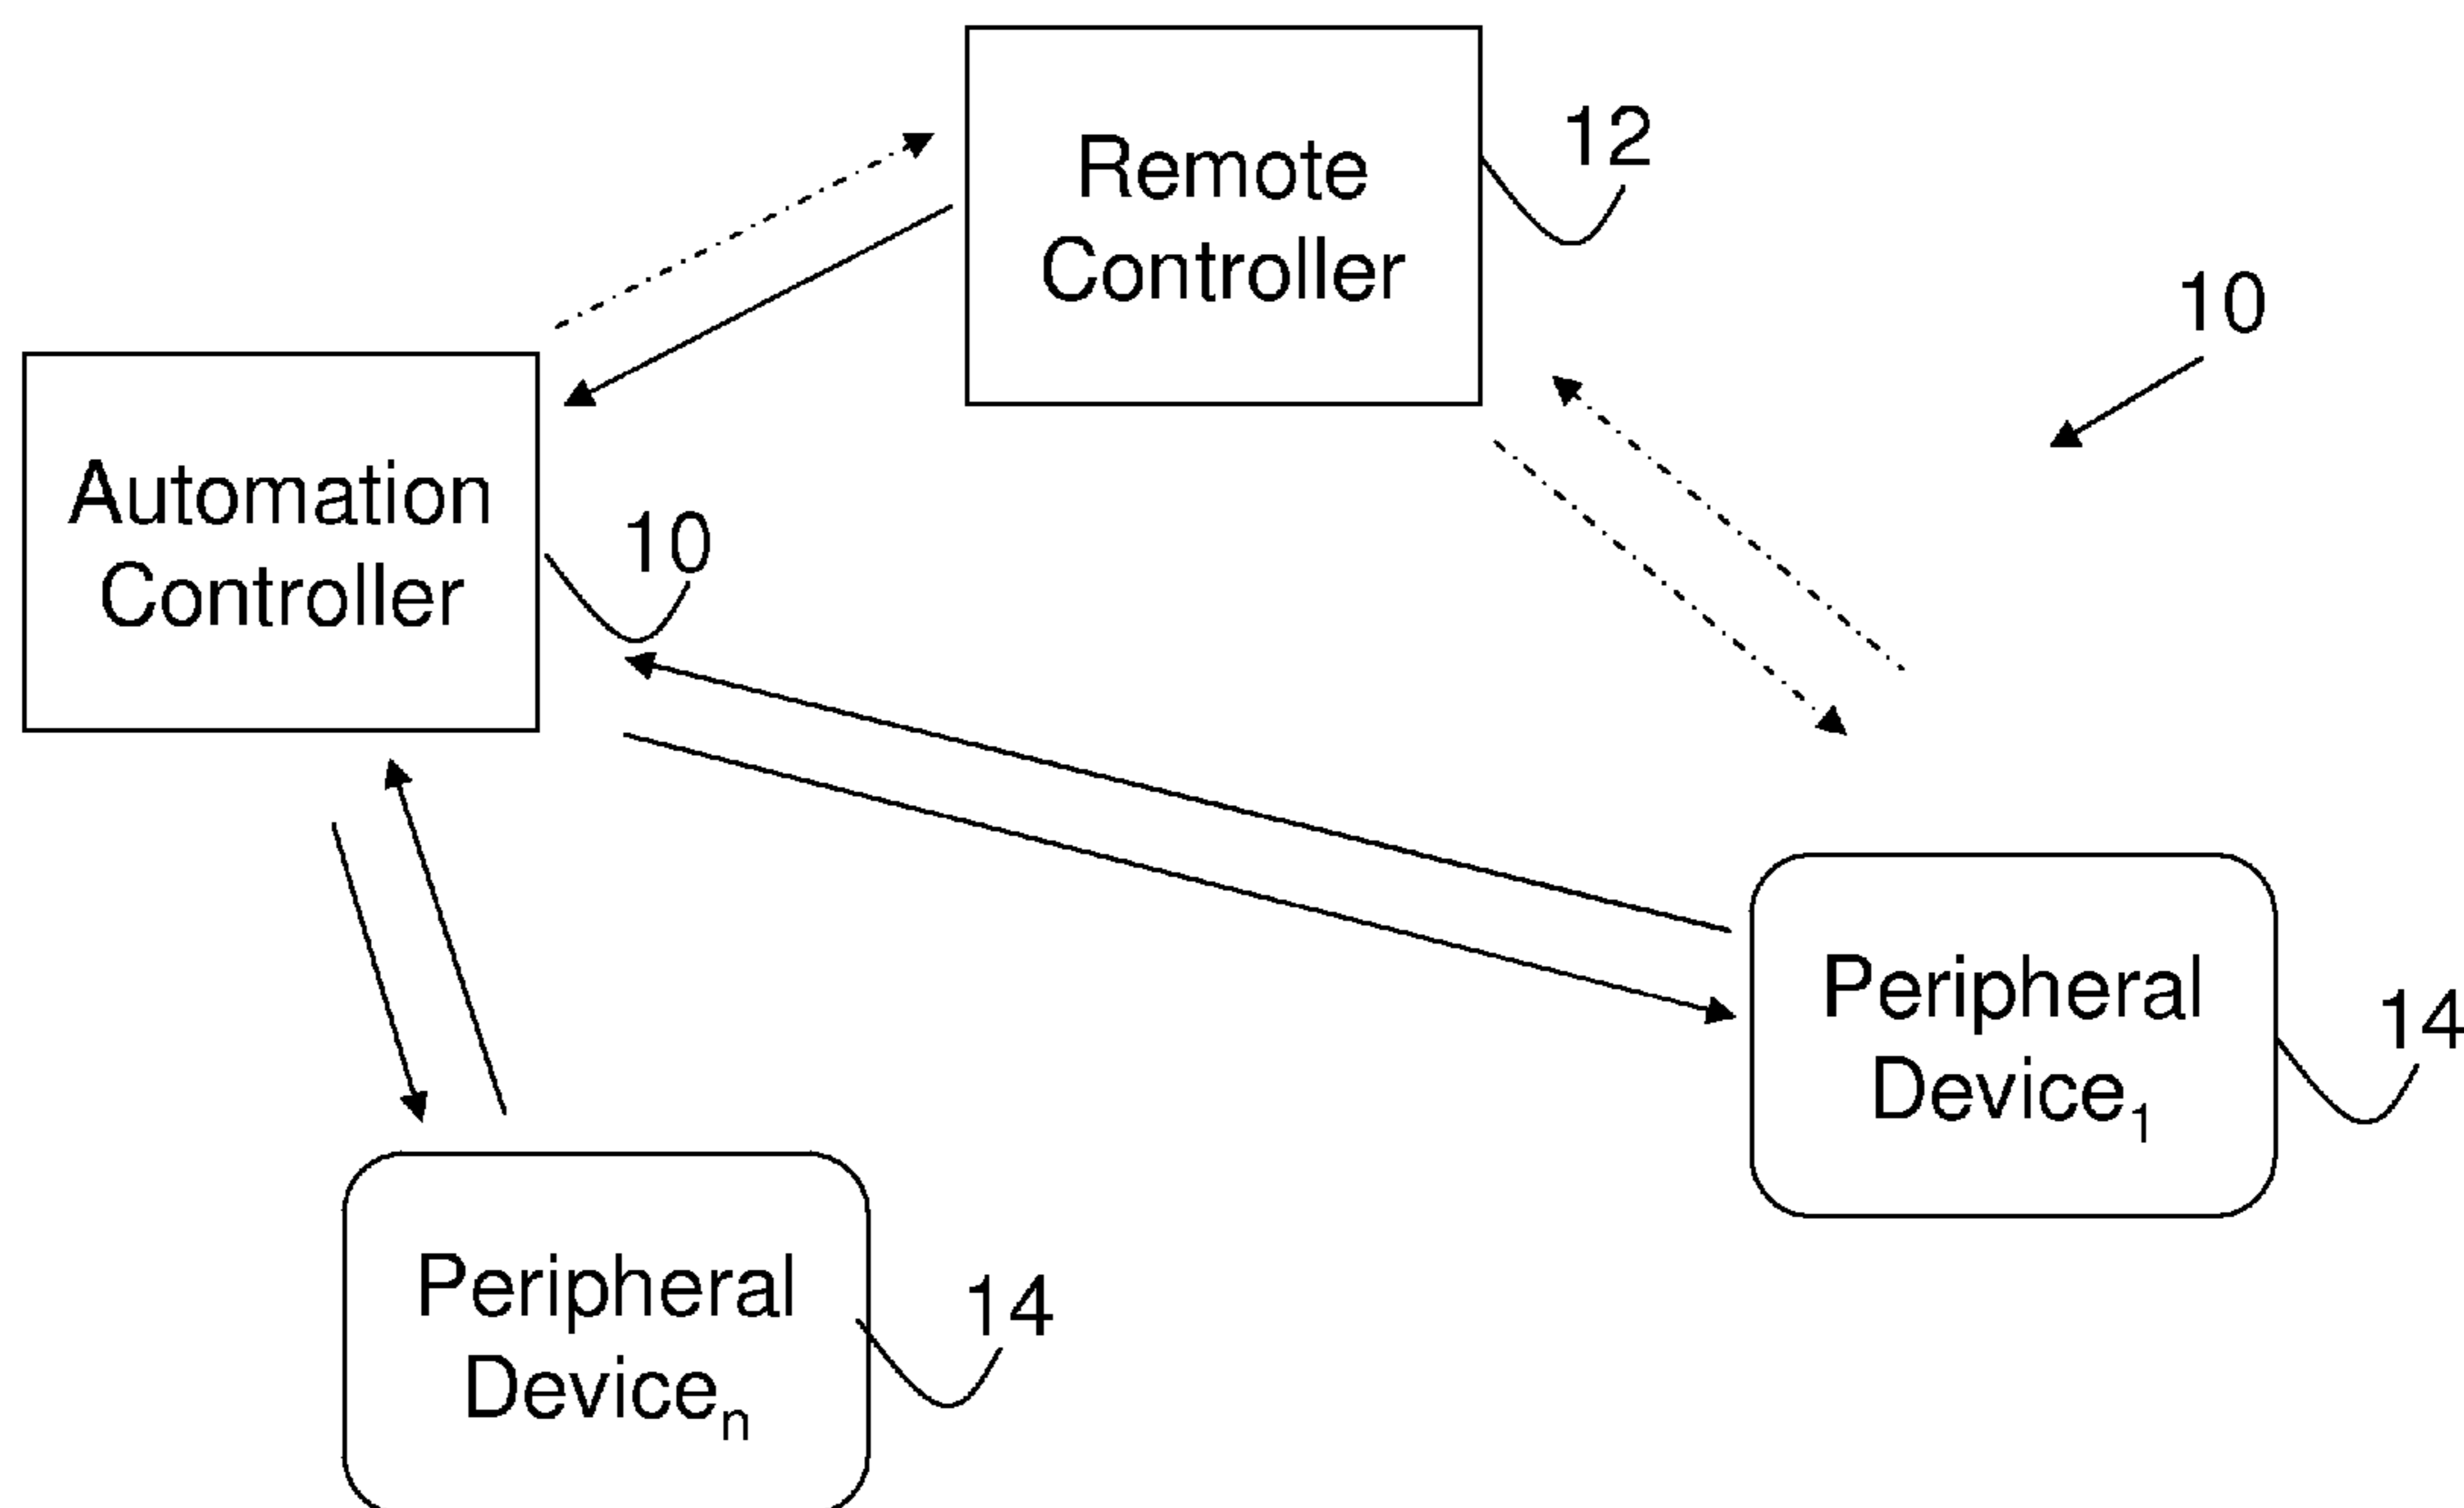 Remote
Controller
12
10
Automation
Controller
10
Peripheral
Device1
14
Peripheral
Devicen
14